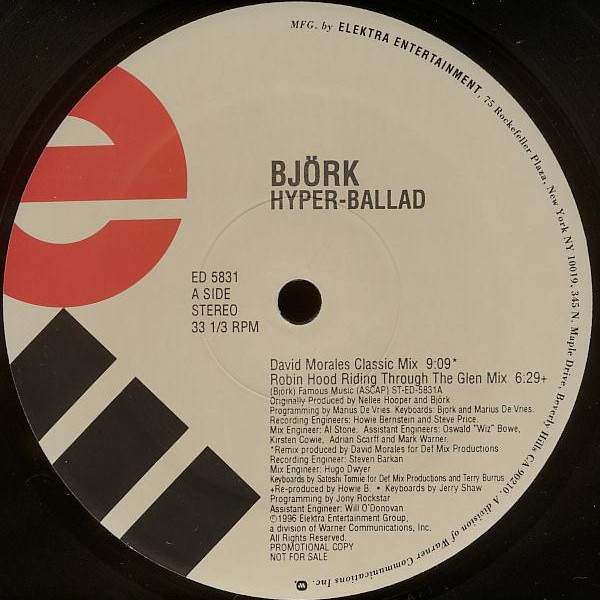 MFG. by ELEKTRA ENTERTAINMENT, 75 Rockefeller Plaza, New York NY 10019, 345 N. Maple Drive, Beverly Hills CA 90210. A division of Warner Communications Inc.
BJÖRK
HYPER-BALLAD
ED 5831
A SIDE
STEREO
33 1/3 RPM
David Morales Classic Mix 9:09*
Robin Hood Riding Through The Glen Mix 6:29+
(Björk) Famous Music (ASCAP) ST-ED-5831A
Originally Produced by Nellee Hooper and Björk
Programming by Marius De Vries. Keyboards: Björk and Marius De Vries.
Recording Engineers: Howie Bernstein and Steve Price.
Mix Engineer: Al Stone. Assistant Engineers: Oswald "Wiz" Bowe,
Kirsten Cowie, Adrian Scarff and Mark Warner.
*Remix produced by David Morales for Def Mix Productions
Recording Engineer: Steven Barkan
Mix Engineer: Hugo Dwyer
Keyboards by Satoshi Tomiie for Def Mix Productions and Terry Burrus
+Re-produced by Howie B. • Keyboards by Jerry Shaw
Programming by Jony Rockstar
Assistant Engineer: Will O'Donovan
℗1996 Elektra Entertainment Group,
a division of Warner Communications, Inc.
All Rights Reserved.
PROMOTIONAL COPY
NOT FOR SALE